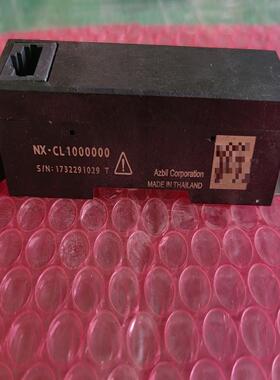 NX-CL1000000
S/N: 1732291029 T
Azbil Corporation
MADE IN THAILAND